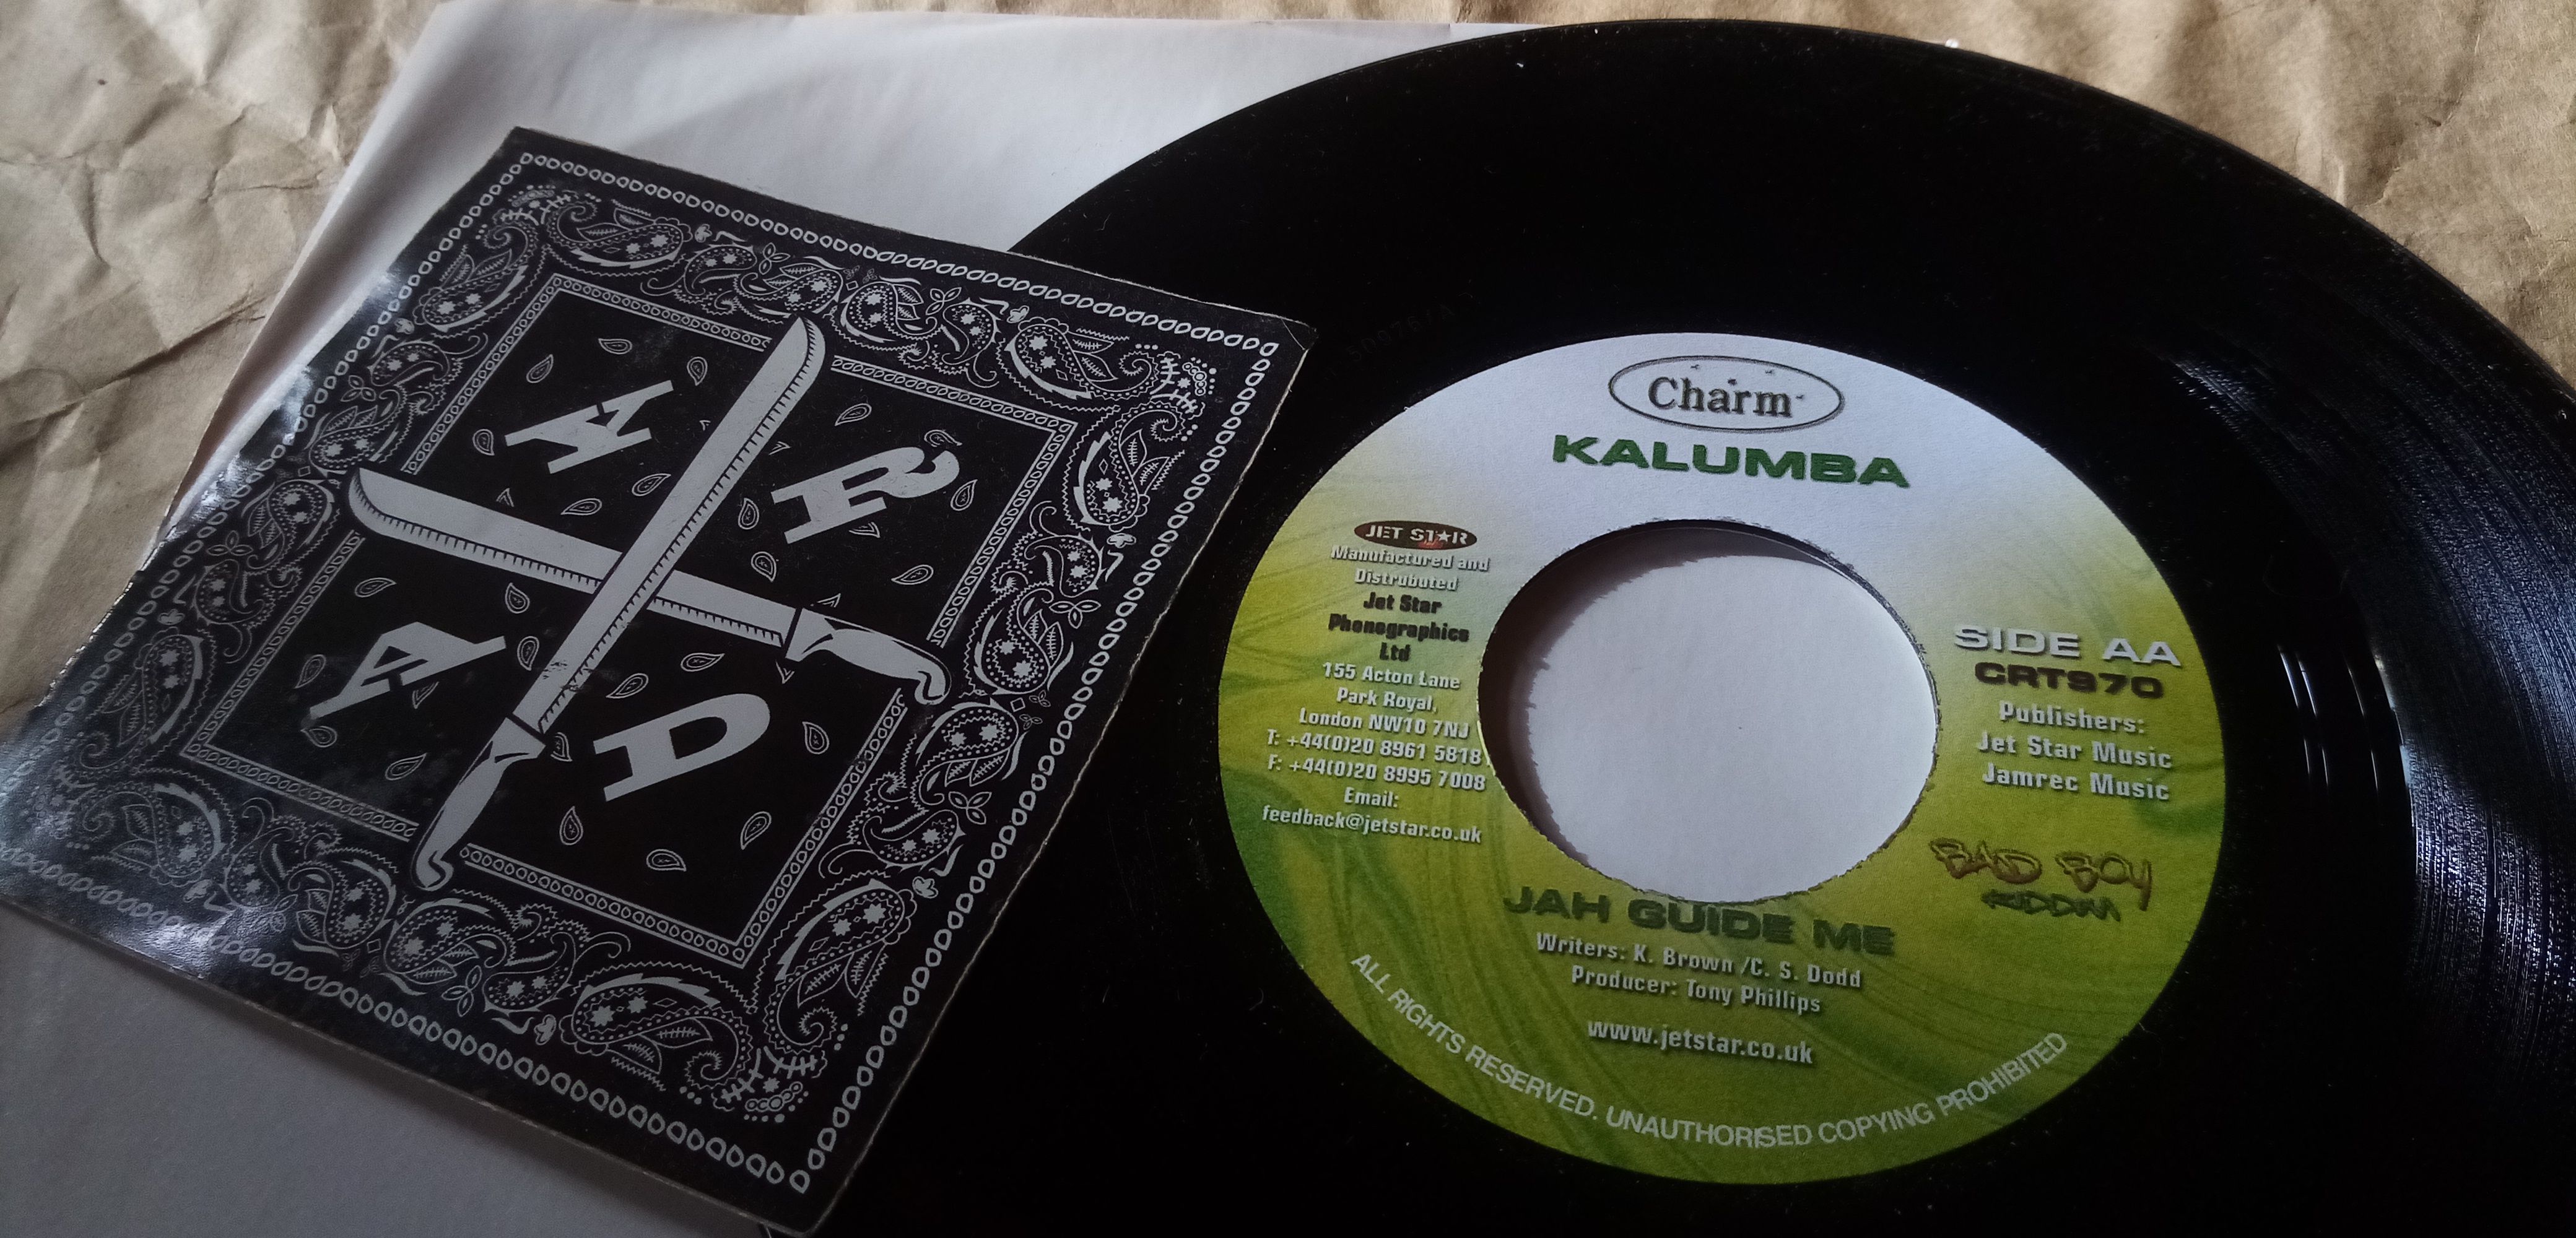 A R
A D
Charm
KALUMBA
JET STAR
Manufactured and
Distrubuted
Jet Star
Phonographics
Ltd
155 Acton Lane
Park Royal,
London NW10 7NJ
T: +44(0)20 8961 5818
F: +44(0)20 8995 7008
Email:
feedback@jetstar.co.uk
SIDE AA
CRT970
Publishers:
Jet Star Music
Jamrec Music
BAD BOY
RIDDIM
JAH GUIDE ME
Writers: K. Brown /C. S. Dodd
Producer: Tony Phillips
www.jetstar.co.uk
ALL RIGHTS RESERVED. UNAUTHORISED COPYING PROHIBITED